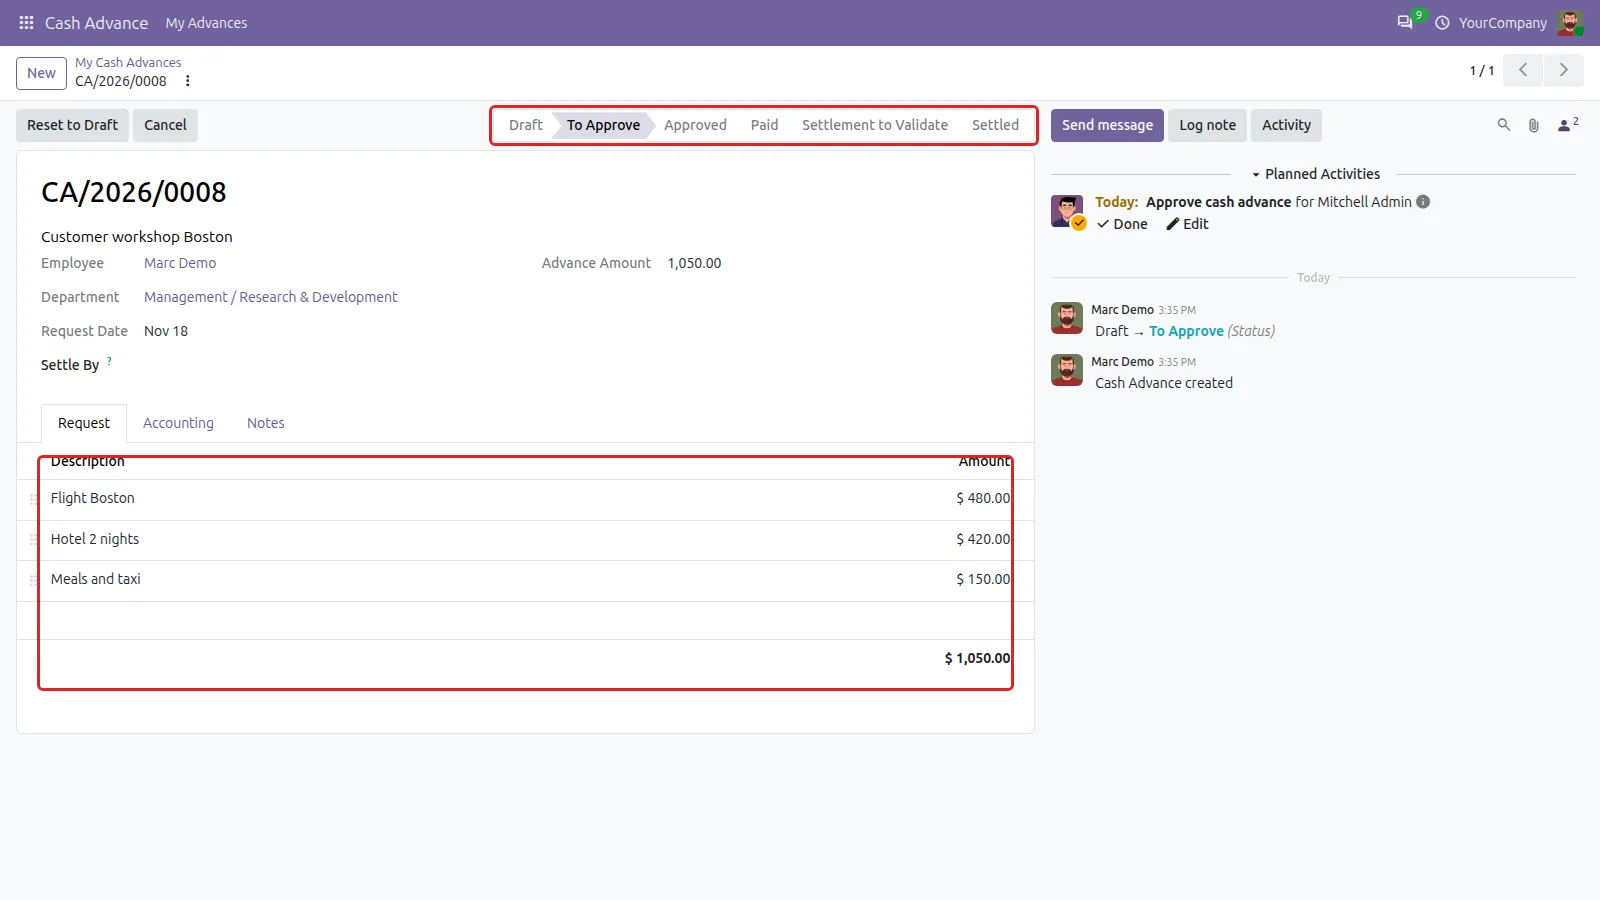 Cash Advance My Advances 9 YourCompany
New My Cash Advances
CA/2026/0008
1 / 1
Reset to Draft Cancel Draft To Approve Approved Paid Settlement to Validate Settled
Send message Log note Activity 2
CA/2026/0008
Customer workshop Boston
Employee Marc Demo Advance Amount 1,050.00
Department Management / Research & Development
Request Date Nov 18
Settle By ?
Request Accounting Notes
Description Amount
Flight Boston $ 480.00
Hotel 2 nights $ 420.00
Meals and taxi $ 150.00
$ 1,050.00
Planned Activities
Today: Approve cash advance for Mitchell Admin
Done Edit
Today
Marc Demo 3:35 PM
Draft → To Approve (Status)
Marc Demo 3:35 PM
Cash Advance created